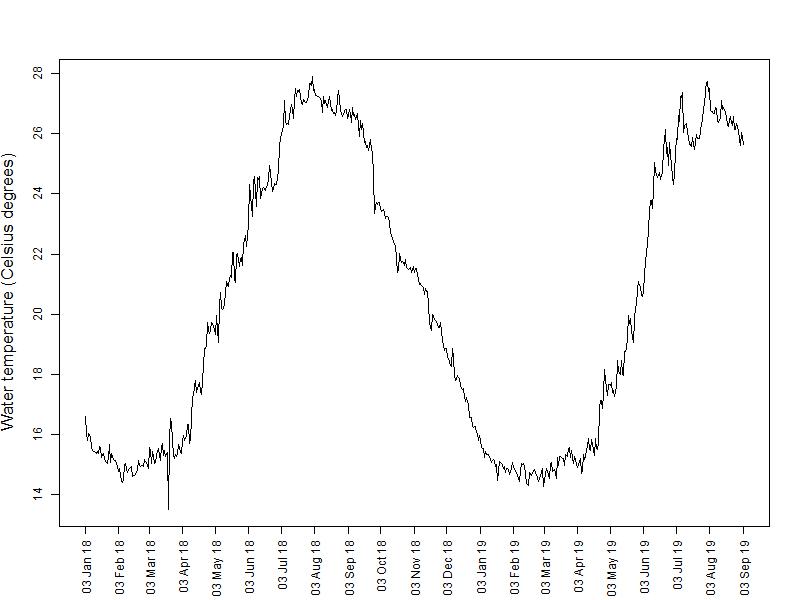 Water temperature (Celsius degrees)
28
26
24
22
20
18
16
14
03 Jan 18
03 Feb 18
03 Mar 18
03 Apr 18
03 May 18
03 Jun 18
03 Jul 18
03 Aug 18
03 Sep 18
03 Oct 18
03 Nov 18
03 Dec 18
03 Jan 19
03 Feb 19
03 Mar 19
03 Apr 19
03 May 19
03 Jun 19
03 Jul 19
03 Aug 19
03 Sep 19